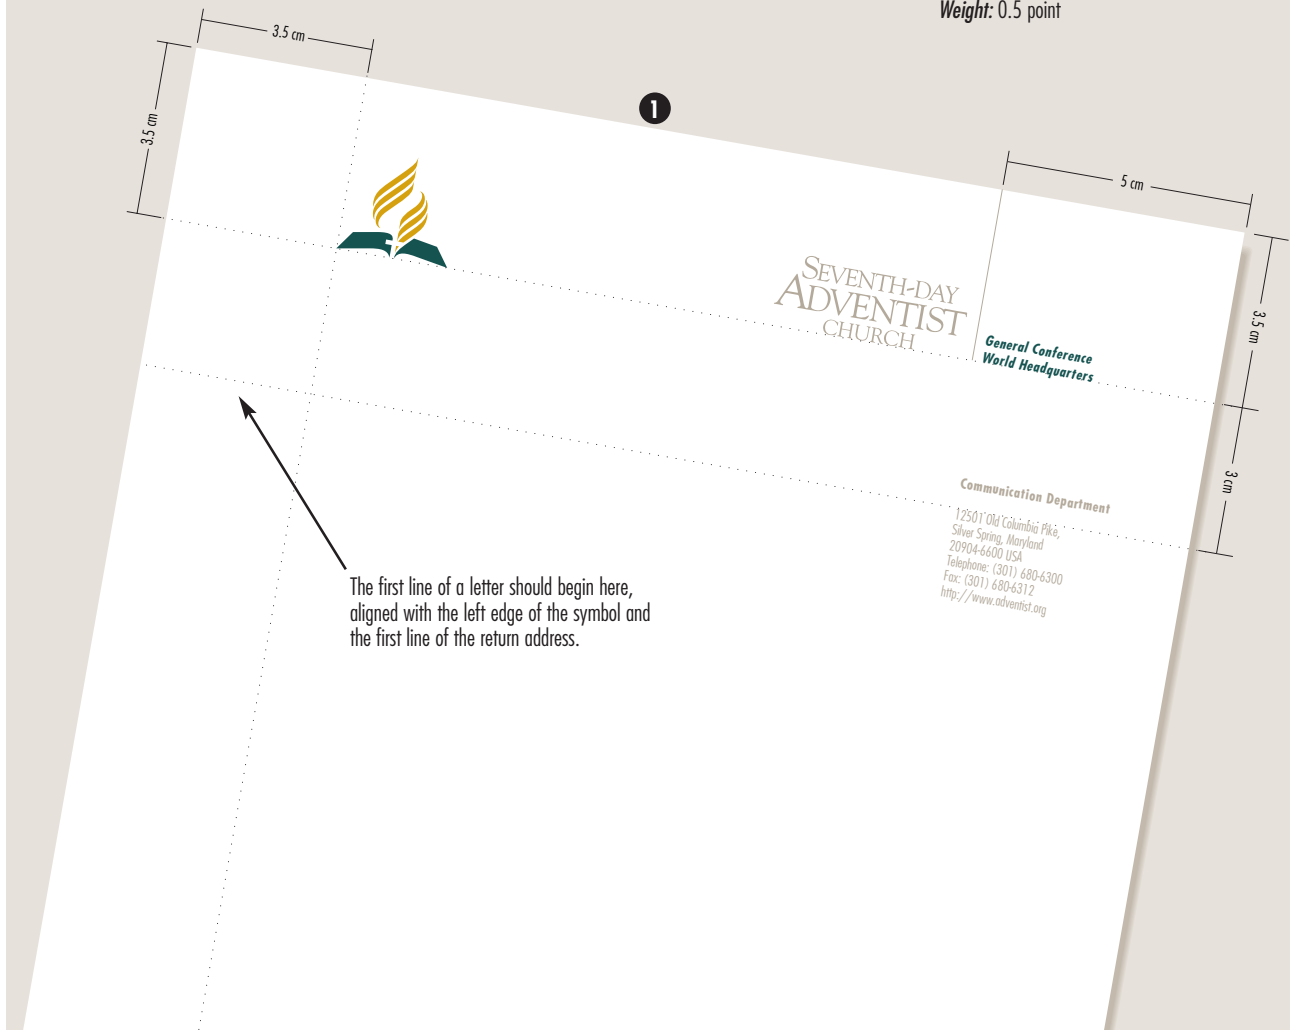 Weight: 0.5 point
3.5 cm
3.5 cm
1
5 cm
SEVENTH-DAY
ADVENTIST
CHURCH
General Conference
World Headquarters
3.5 cm
3 cm
Communication Department
12501 Old Columbia Pike,
Silver Spring, Maryland
20904-6600 USA
Telephone: (301) 680-6300
Fax: (301) 680-6312
http://www.adventist.org
The first line of a letter should begin here,
aligned with the left edge of the symbol and
the first line of the return address.